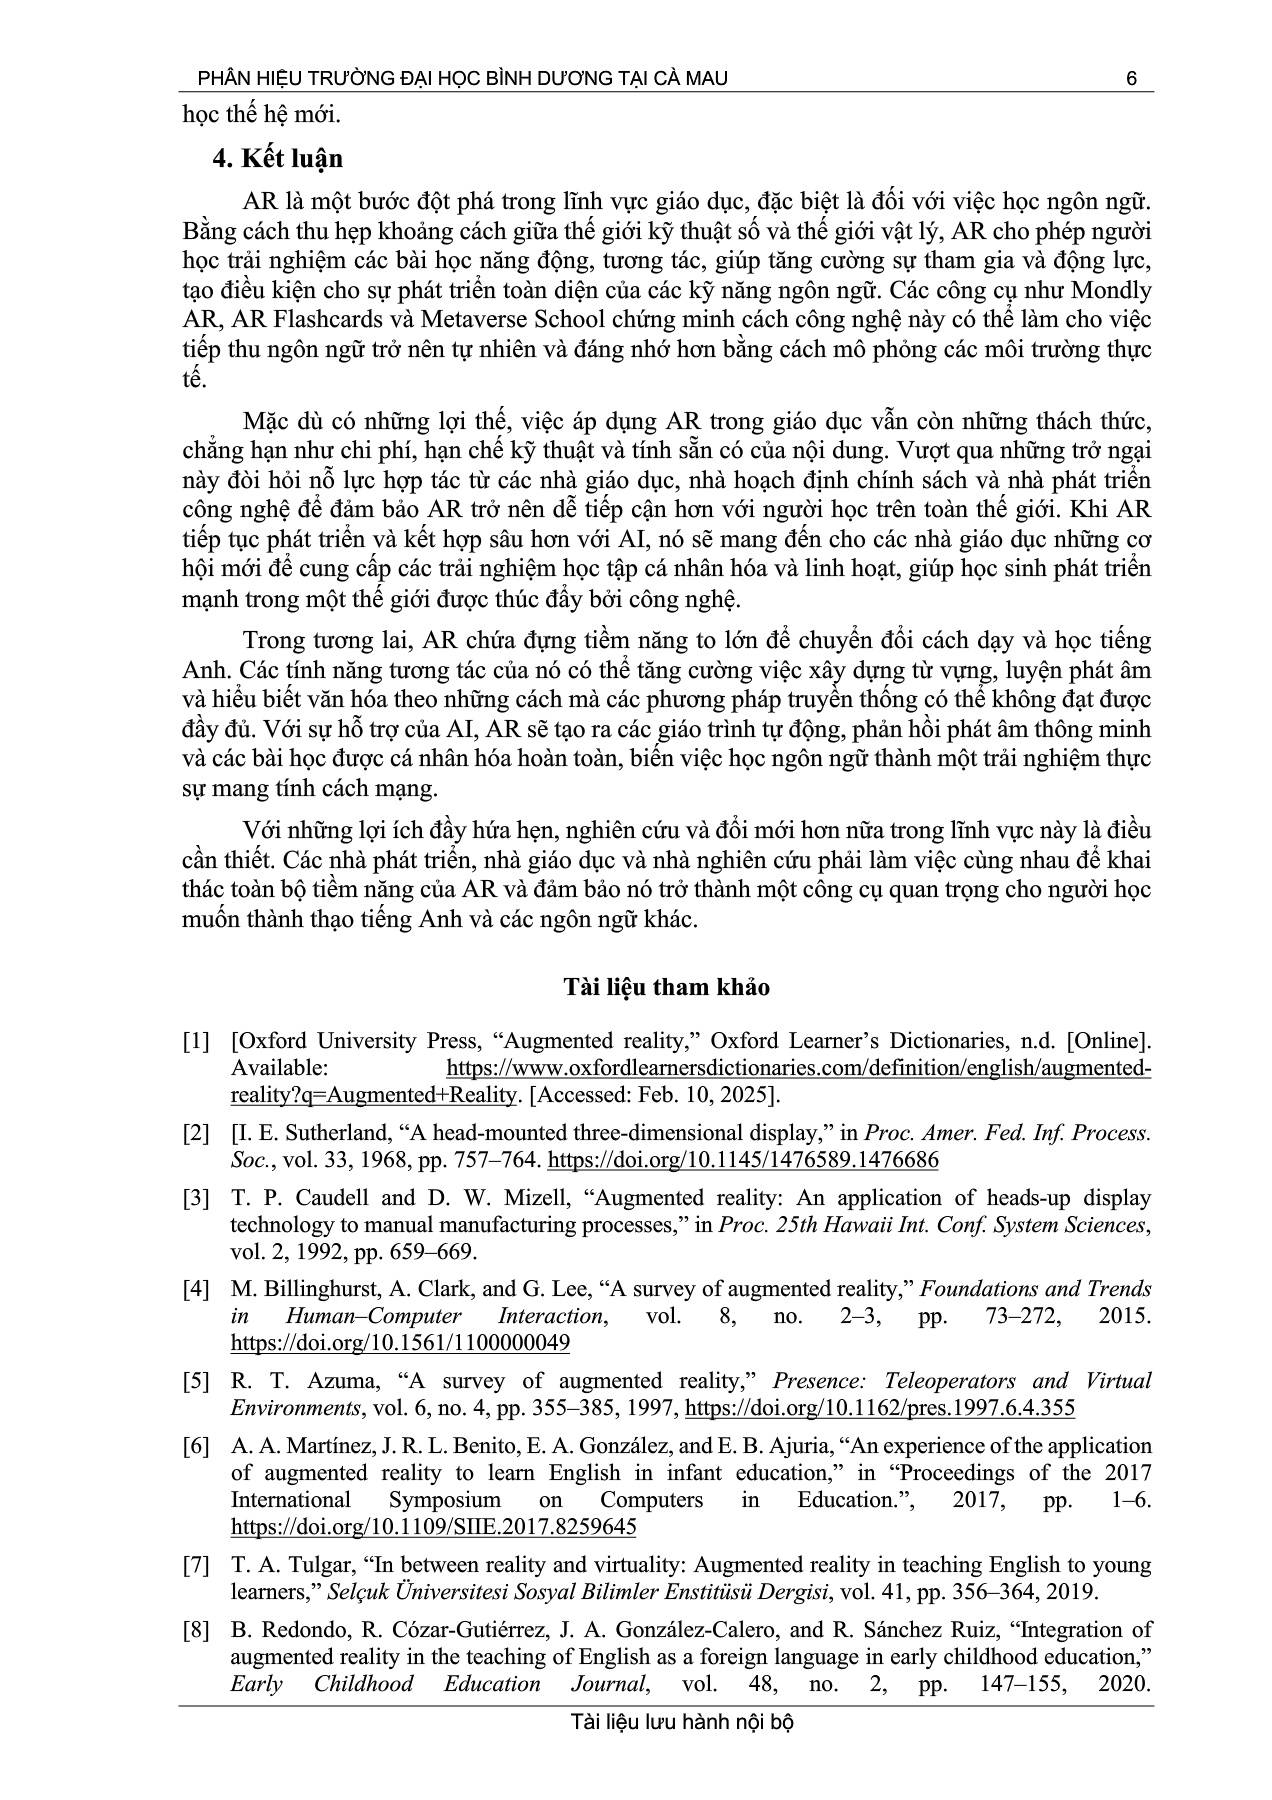 PHÂN HIỆU TRƯỜNG ĐẠI HỌC BÌNH DƯƠNG TẠI CÀ MAU 6
học thế hệ mới.
4. Kết luận
AR là một bước đột phá trong lĩnh vực giáo dục, đặc biệt là đối với việc học ngôn ngữ.
Bằng cách thu hẹp khoảng cách giữa thế giới kỹ thuật số và thế giới vật lý, AR cho phép người
học trải nghiệm các bài học năng động, tương tác, giúp tăng cường sự tham gia và động lực,
tạo điều kiện cho sự phát triển toàn diện của các kỹ năng ngôn ngữ. Các công cụ như Mondly
AR, AR Flashcards và Metaverse School chứng minh cách công nghệ này có thể làm cho việc
tiếp thu ngôn ngữ trở nên tự nhiên và đáng nhớ hơn bằng cách mô phỏng các môi trường thực
tế.
Mặc dù có những lợi thế, việc áp dụng AR trong giáo dục vẫn còn những thách thức,
chẳng hạn như chi phí, hạn chế kỹ thuật và tính sẵn có của nội dung. Vượt qua những trở ngại
này đòi hỏi nỗ lực hợp tác từ các nhà giáo dục, nhà hoạch định chính sách và nhà phát triển
công nghệ để đảm bảo AR trở nên dễ tiếp cận hơn với người học trên toàn thế giới. Khi AR
tiếp tục phát triển và kết hợp sâu hơn với AI, nó sẽ mang đến cho các nhà giáo dục những cơ
hội mới để cung cấp các trải nghiệm học tập cá nhân hóa và linh hoạt, giúp học sinh phát triển
mạnh trong một thế giới được thúc đẩy bởi công nghệ.
Trong tương lai, AR chứa đựng tiềm năng to lớn để chuyển đổi cách dạy và học tiếng
Anh. Các tính năng tương tác của nó có thể tăng cường việc xây dựng từ vựng, luyện phát âm
và hiểu biết văn hóa theo những cách mà các phương pháp truyền thống có thể không đạt được
đầy đủ. Với sự hỗ trợ của AI, AR sẽ tạo ra các giáo trình tự động, phản hồi phát âm thông minh
và các bài học được cá nhân hóa hoàn toàn, biến việc học ngôn ngữ thành một trải nghiệm thực
sự mang tính cách mạng.
Với những lợi ích đầy hứa hẹn, nghiên cứu và đổi mới hơn nữa trong lĩnh vực này là điều
cần thiết. Các nhà phát triển, nhà giáo dục và nhà nghiên cứu phải làm việc cùng nhau để khai
thác toàn bộ tiềm năng của AR và đảm bảo nó trở thành một công cụ quan trọng cho người học
muốn thành thạo tiếng Anh và các ngôn ngữ khác.
Tài liệu tham khảo
[1] [Oxford University Press, “Augmented reality,” Oxford Learner’s Dictionaries, n.d. [Online].
Available: https://www.oxfordlearnersdictionaries.com/definition/english/augmented-
reality?q=Augmented+Reality. [Accessed: Feb. 10, 2025].
[2] [I. E. Sutherland, “A head-mounted three-dimensional display,” in Proc. Amer. Fed. Inf. Process.
Soc., vol. 33, 1968, pp. 757–764. https://doi.org/10.1145/1476589.1476686
[3] T. P. Caudell and D. W. Mizell, “Augmented reality: An application of heads-up display
technology to manual manufacturing processes,” in Proc. 25th Hawaii Int. Conf. System Sciences,
vol. 2, 1992, pp. 659–669.
[4] M. Billinghurst, A. Clark, and G. Lee, “A survey of augmented reality,” Foundations and Trends
in Human–Computer Interaction, vol. 8, no. 2–3, pp. 73–272, 2015.
https://doi.org/10.1561/1100000049
[5] R. T. Azuma, “A survey of augmented reality,” Presence: Teleoperators and Virtual
Environments, vol. 6, no. 4, pp. 355–385, 1997, https://doi.org/10.1162/pres.1997.6.4.355
[6] A. A. Martínez, J. R. L. Benito, E. A. González, and E. B. Ajuria, “An experience of the application
of augmented reality to learn English in infant education,” in “Proceedings of the 2017
International Symposium on Computers in Education.”, 2017, pp. 1–6.
https://doi.org/10.1109/SIIE.2017.8259645
[7] T. A. Tulgar, “In between reality and virtuality: Augmented reality in teaching English to young
learners,” Selçuk Üniversitesi Sosyal Bilimler Enstitüsü Dergisi, vol. 41, pp. 356–364, 2019.
[8] B. Redondo, R. Cózar-Gutiérrez, J. A. González-Calero, and R. Sánchez Ruiz, “Integration of
augmented reality in the teaching of English as a foreign language in early childhood education,”
Early Childhood Education Journal, vol. 48, no. 2, pp. 147–155, 2020.
Tài liệu lưu hành nội bộ